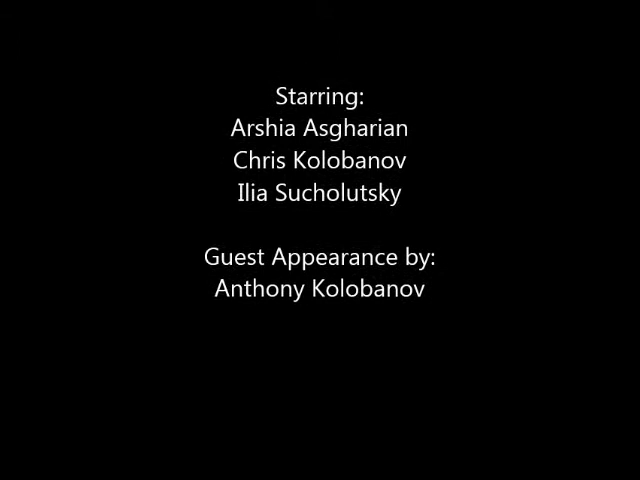 Starring:
Arshia Asgharian
Chris Kolobanov
Ilia Sucholutsky
Guest Appearance by:
Anthony Kolobanov